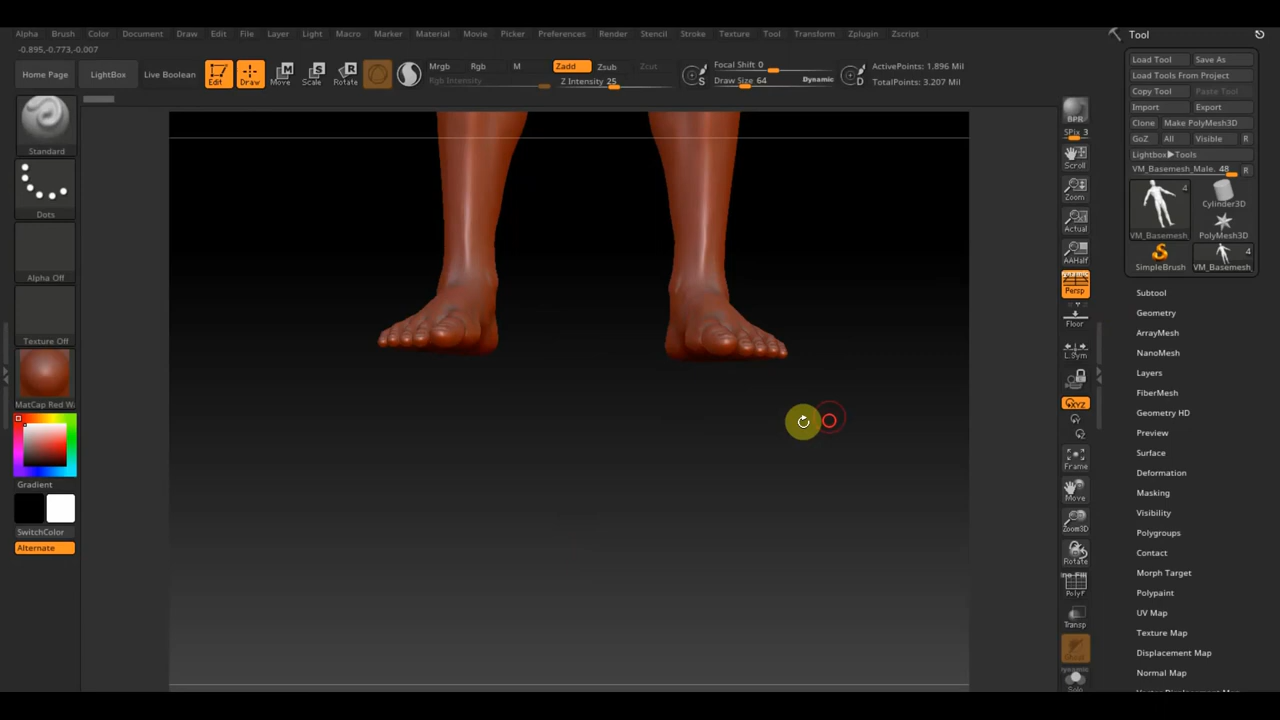 Alpha Brush Color Document Draw Edit File Layer Light Macro Marker Material Movie Picker Preferences Render Stencil Stroke Texture Tool Transform Zplugin Zscript
Tool
-0.895,-0.773,-0.007
Home Page
LightBox
Live Boolean
Edit
Draw
Move
Scale
Rotate
Mrgb Rgb M
Rgb Intensity
Zadd Zsub Zcut
Z Intensity 25
S
Focal Shift 0
Draw Size 64
Dynamic
D
ActivePoints: 1,896 Mil
TotalPoints: 3.207 Mil
Load Tool Save As
Load Tools From Project
Copy Tool Paste Tool
Import Export
Clone Make PolyMesh3D
GoZ All Visible R
Lightbox▶Tools
VM_Basemesh_Male. 48 R
4
VM_Basemesh_
Cylinder3D
PolyMesh3D
SimpleBrush
4
VM_Basemesh_
Standard
Dots
Alpha Off
Texture Off
MatCap Red Wa
Gradient
SwitchColor
Alternate
BPR
SPix 3
Scroll
Zoom
Actual
AAHalf
Persp
Floor
L.Sym
XYZ
Y
Z
Frame
Move
Zoom3D
Rotate
PolyF
Transp
Solo
Subtool
Geometry
ArrayMesh
NanoMesh
Layers
FiberMesh
Geometry HD
Preview
Surface
Deformation
Masking
Visibility
Polygroups
Contact
Morph Target
Polypaint
UV Map
Texture Map
Displacement Map
Normal Map